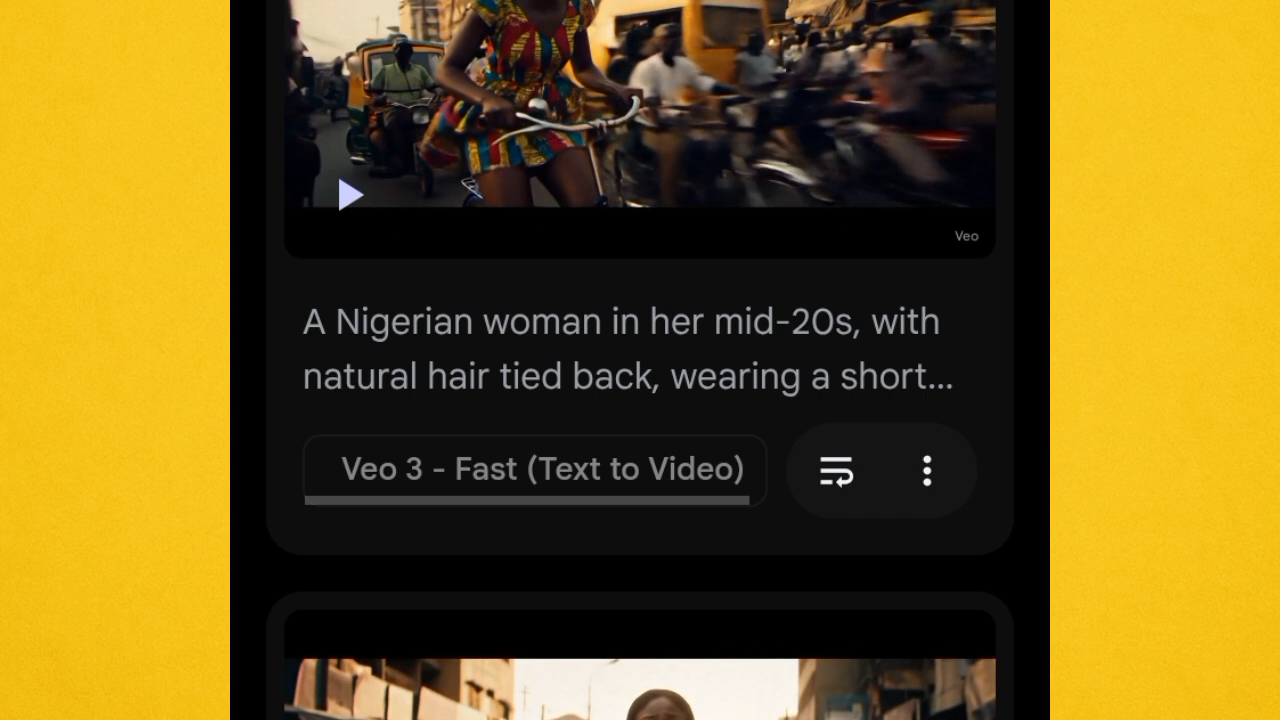 Veo
A Nigerian woman in her mid-20s, with
natural hair tied back, wearing a short...
Veo 3 - Fast (Text to Video)